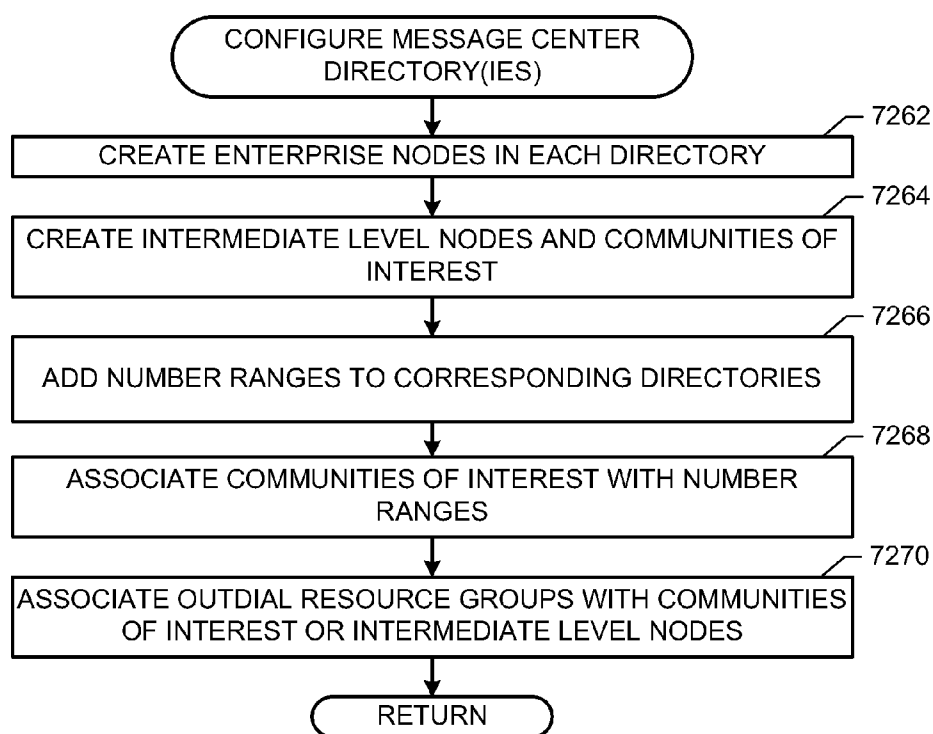 CONFIGURE MESSAGE CENTER
DIRECTORY(IES)
7262
CREATE ENTERPRISE NODES IN EACH DIRECTORY
7264
CREATE INTERMEDIATE LEVEL NODES AND COMMUNITIES OF
INTEREST
7266
ADD NUMBER RANGES TO CORRESPONDING DIRECTORIES
7268
ASSOCIATE COMMUNITIES OF INTEREST WITH NUMBER
RANGES
7270
ASSOCIATE OUTDIAL RESOURCE GROUPS WITH COMMUNITIES
OF INTEREST OR INTERMEDIATE LEVEL NODES
RETURN